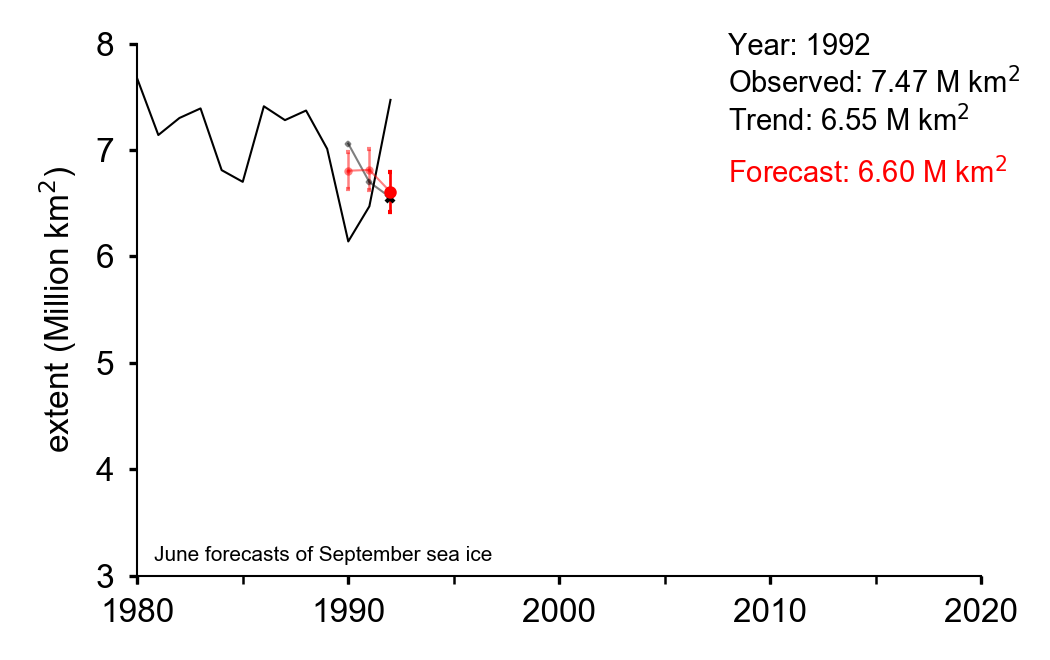 8
7
6
5
4
3
extent (Million km²)
Year: 1992
Observed: 7.47 M km²
Trend: 6.55 M km²
Forecast: 6.60 M km²
June forecasts of September sea ice
1980 1990 2000 2010 2020